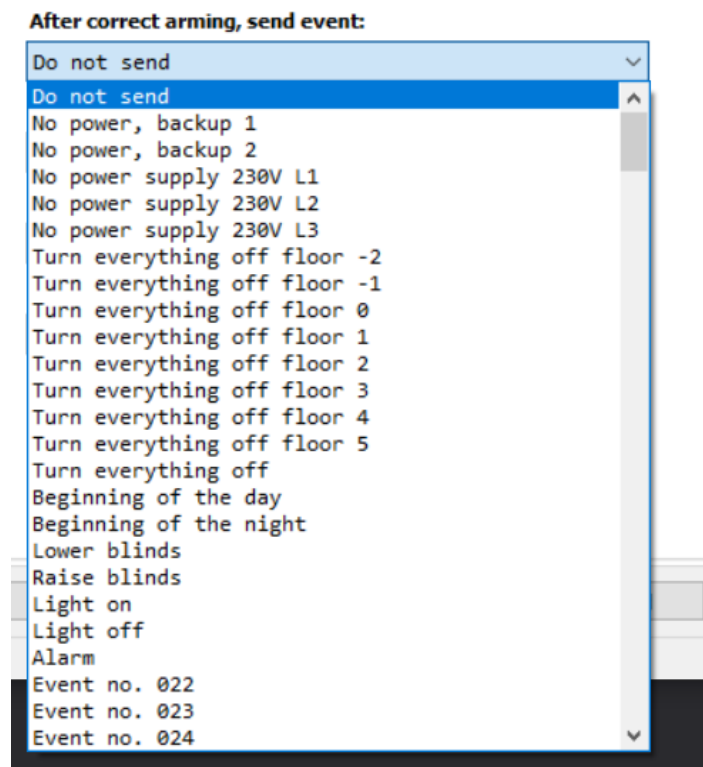 After correct arming, send event:
Do not send
Do not send
No power, backup 1
No power, backup 2
No power supply 230V L1
No power supply 230V L2
No power supply 230V L3
Turn everything off floor -2
Turn everything off floor -1
Turn everything off floor 0
Turn everything off floor 1
Turn everything off floor 2
Turn everything off floor 3
Turn everything off floor 4
Turn everything off floor 5
Turn everything off
Beginning of the day
Beginning of the night
Lower blinds
Raise blinds
Light on
Light off
Alarm
Event no. 022
Event no. 023
Event no. 024